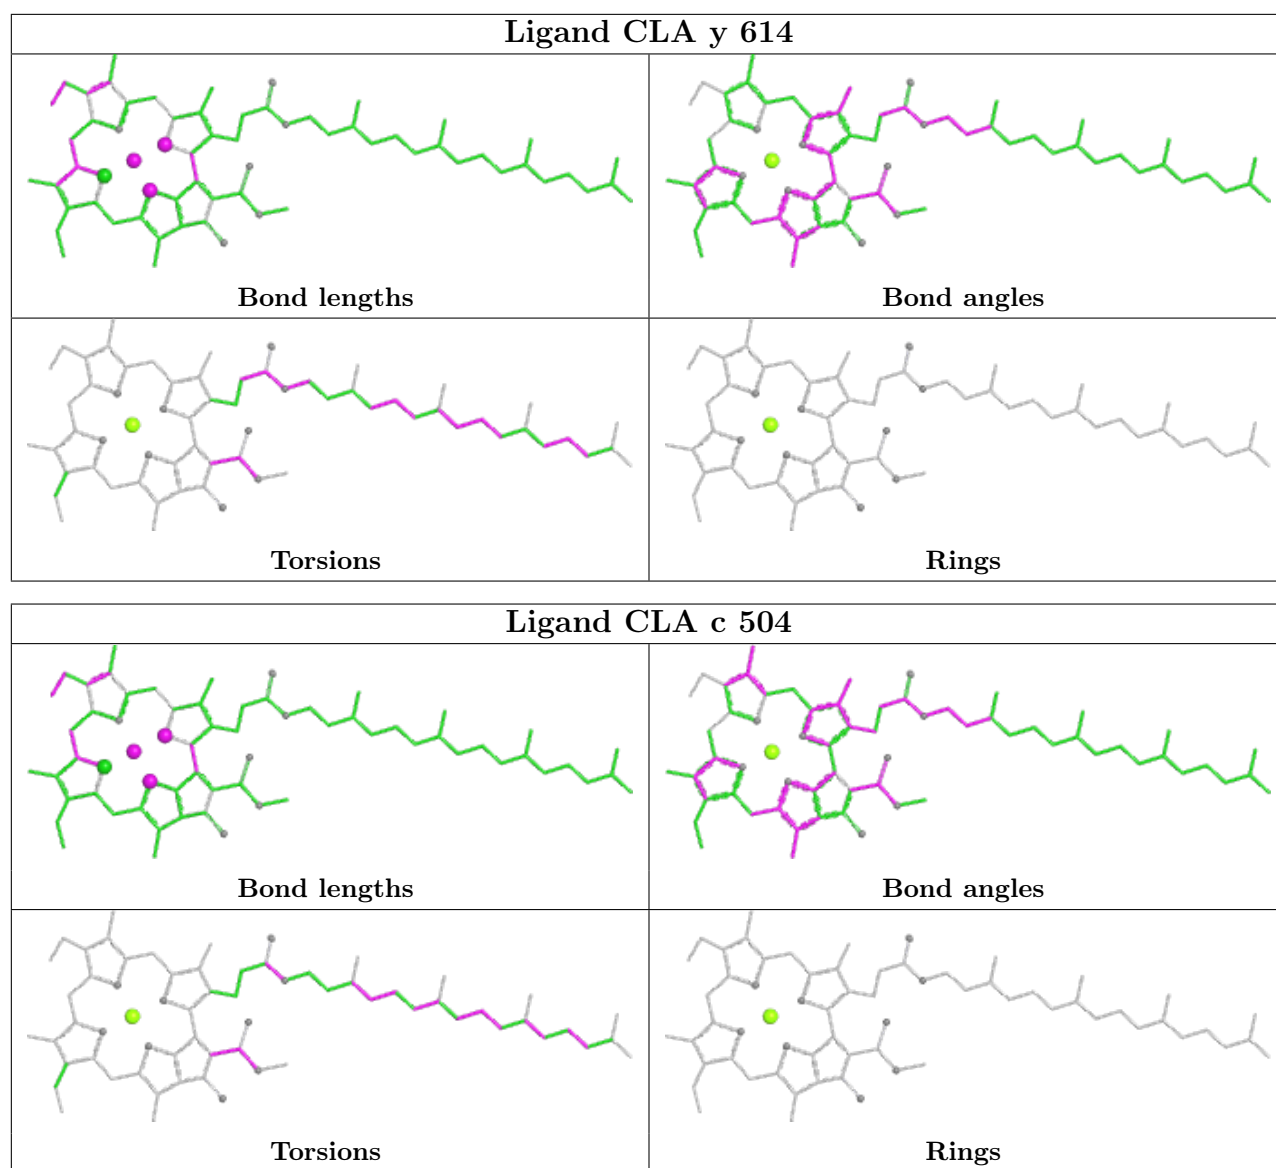 Ligand CLA y 614
Bond lengths
Bond angles
Torsions
Rings
Ligand CLA c 504
Bond lengths
Bond angles
Torsions
Rings